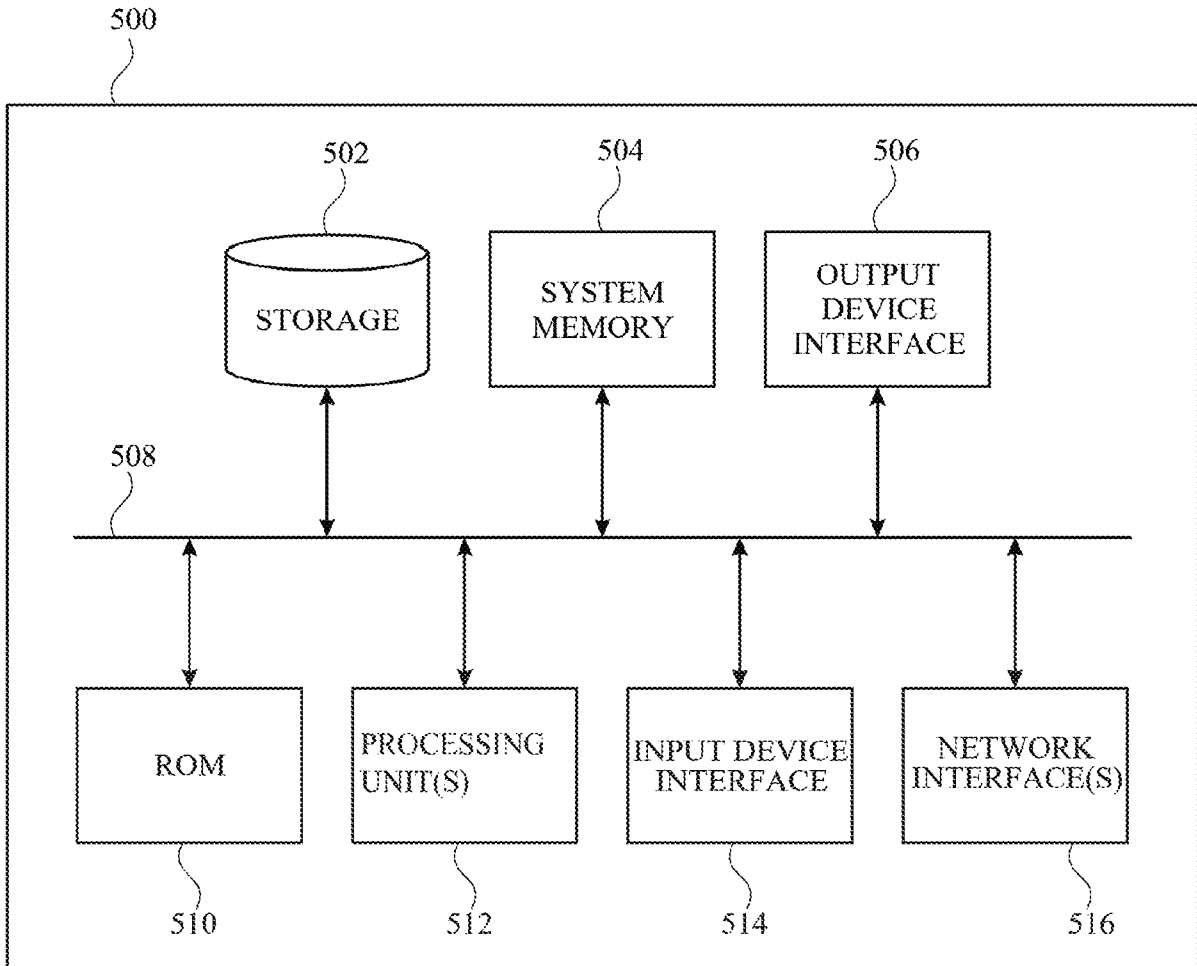 500
502
504
506
STORAGE
SYSTEM
MEMORY
OUTPUT
DEVICE
INTERFACE
508
ROM
PROCESSING
UNIT(S)
INPUT DEVICE
INTERFACE
NETWORK
INTERFACE(S)
510
512
514
516